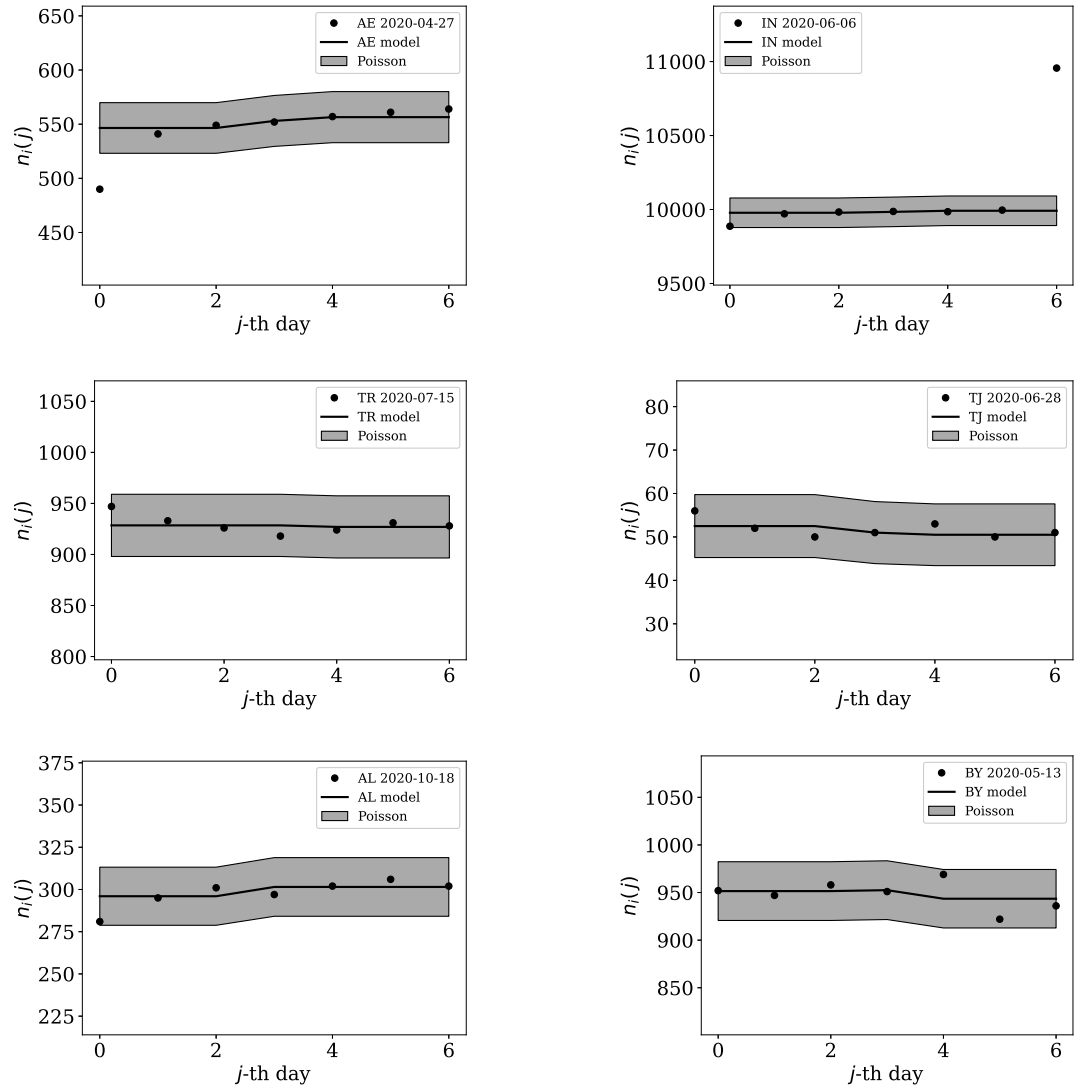 AE 2020-04-27
AE model
Poisson
650
600
550
500
450
0
2
4
6
n_i(j)
j-th day
IN 2020-06-06
IN model
Poisson
11000
10500
10000
9500
0
2
4
6
n_i(j)
j-th day
TR 2020-07-15
TR model
Poisson
1050
1000
950
900
850
800
0
2
4
6
n_i(j)
j-th day
TJ 2020-06-28
TJ model
Poisson
80
70
60
50
40
30
0
2
4
6
n_i(j)
j-th day
AL 2020-10-18
AL model
Poisson
375
350
325
300
275
250
225
0
2
4
6
n_i(j)
j-th day
BY 2020-05-13
BY model
Poisson
1050
1000
950
900
850
0
2
4
6
n_i(j)
j-th day